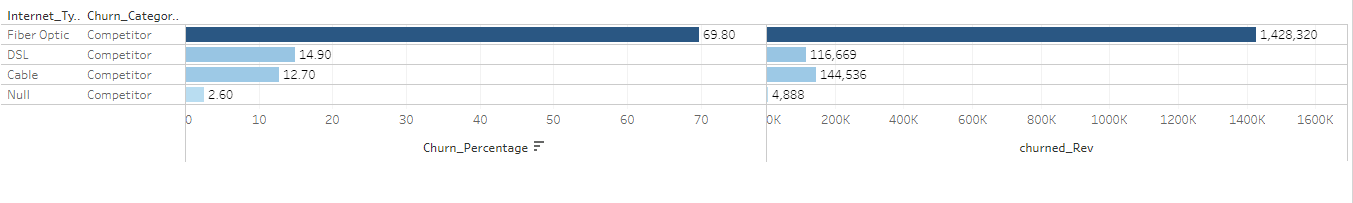 Internet_Ty.. Churn_Categor..
Fiber Optic Competitor 69.80 1,428,320
DSL Competitor 14.90 116,669
Cable Competitor 12.70 144,536
Null Competitor 2.60 4,888
0 10 20 30 40 50 60 70 0K 200K 400K 600K 800K 1000K 1200K 1400K 1600K
Churn_Percentage churned_Rev